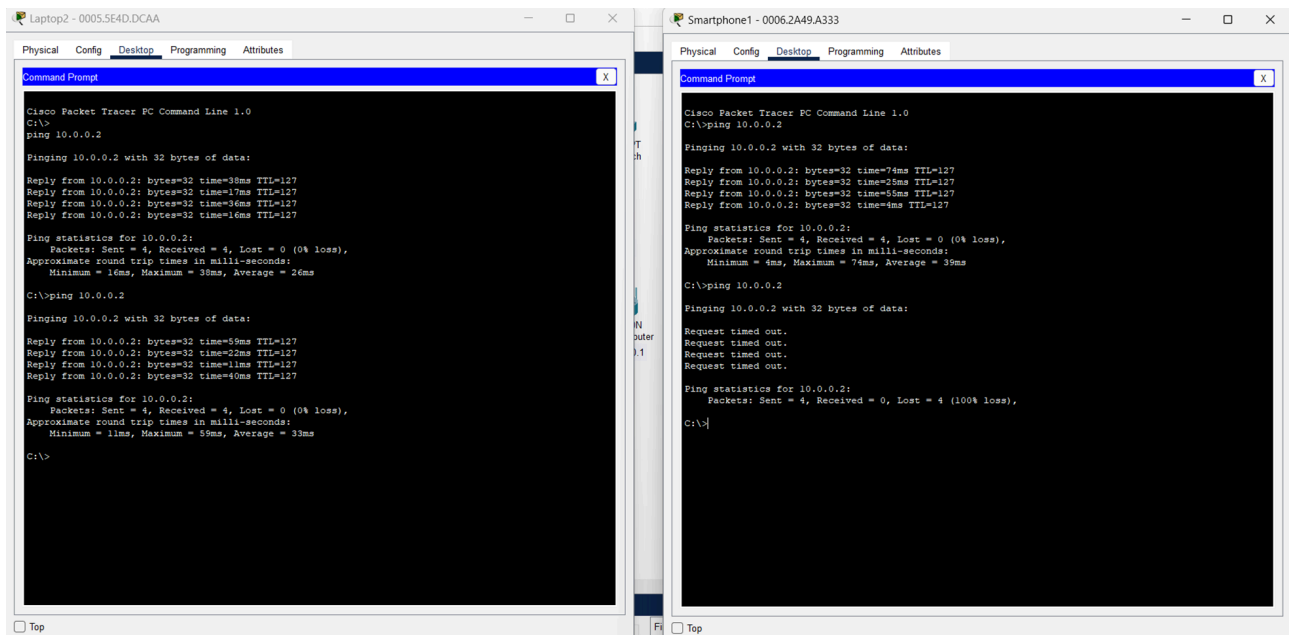 Laptop2 - 0005.5E4D.DCAA
Physical Config Desktop Programming Attributes
Command Prompt
X
Cisco Packet Tracer PC Command Line 1.0
C:\>
ping 10.0.0.2
Pinging 10.0.0.2 with 32 bytes of data:
Reply from 10.0.0.2: bytes=32 time=38ms TTL=127
Reply from 10.0.0.2: bytes=32 time=17ms TTL=127
Reply from 10.0.0.2: bytes=32 time=36ms TTL=127
Reply from 10.0.0.2: bytes=32 time=16ms TTL=127
Ping statistics for 10.0.0.2:
Packets: Sent = 4, Received = 4, Lost = 0 (0% loss),
Approximate round trip times in milli-seconds:
Minimum = 16ms, Maximum = 38ms, Average = 26ms
C:\>ping 10.0.0.2
Pinging 10.0.0.2 with 32 bytes of data:
Reply from 10.0.0.2: bytes=32 time=59ms TTL=127
Reply from 10.0.0.2: bytes=32 time=22ms TTL=127
Reply from 10.0.0.2: bytes=32 time=11ms TTL=127
Reply from 10.0.0.2: bytes=32 time=40ms TTL=127
Ping statistics for 10.0.0.2:
Packets: Sent = 4, Received = 4, Lost = 0 (0% loss),
Approximate round trip times in milli-seconds:
Minimum = 11ms, Maximum = 59ms, Average = 33ms
C:\>
Top
Smartphone1 - 0006.2A49.A333
Physical Config Desktop Programming Attributes
Command Prompt
X
Cisco Packet Tracer PC Command Line 1.0
C:\>ping 10.0.0.2
Pinging 10.0.0.2 with 32 bytes of data:
Reply from 10.0.0.2: bytes=32 time=74ms TTL=127
Reply from 10.0.0.2: bytes=32 time=25ms TTL=127
Reply from 10.0.0.2: bytes=32 time=55ms TTL=127
Reply from 10.0.0.2: bytes=32 time=4ms TTL=127
Ping statistics for 10.0.0.2:
Packets: Sent = 4, Received = 4, Lost = 0 (0% loss),
Approximate round trip times in milli-seconds:
Minimum = 4ms, Maximum = 74ms, Average = 39ms
C:\>ping 10.0.0.2
Pinging 10.0.0.2 with 32 bytes of data:
Request timed out.
Request timed out.
Request timed out.
Request timed out.
Ping statistics for 10.0.0.2:
Packets: Sent = 4, Received = 0, Lost = 4 (100% loss),
C:\>
Top